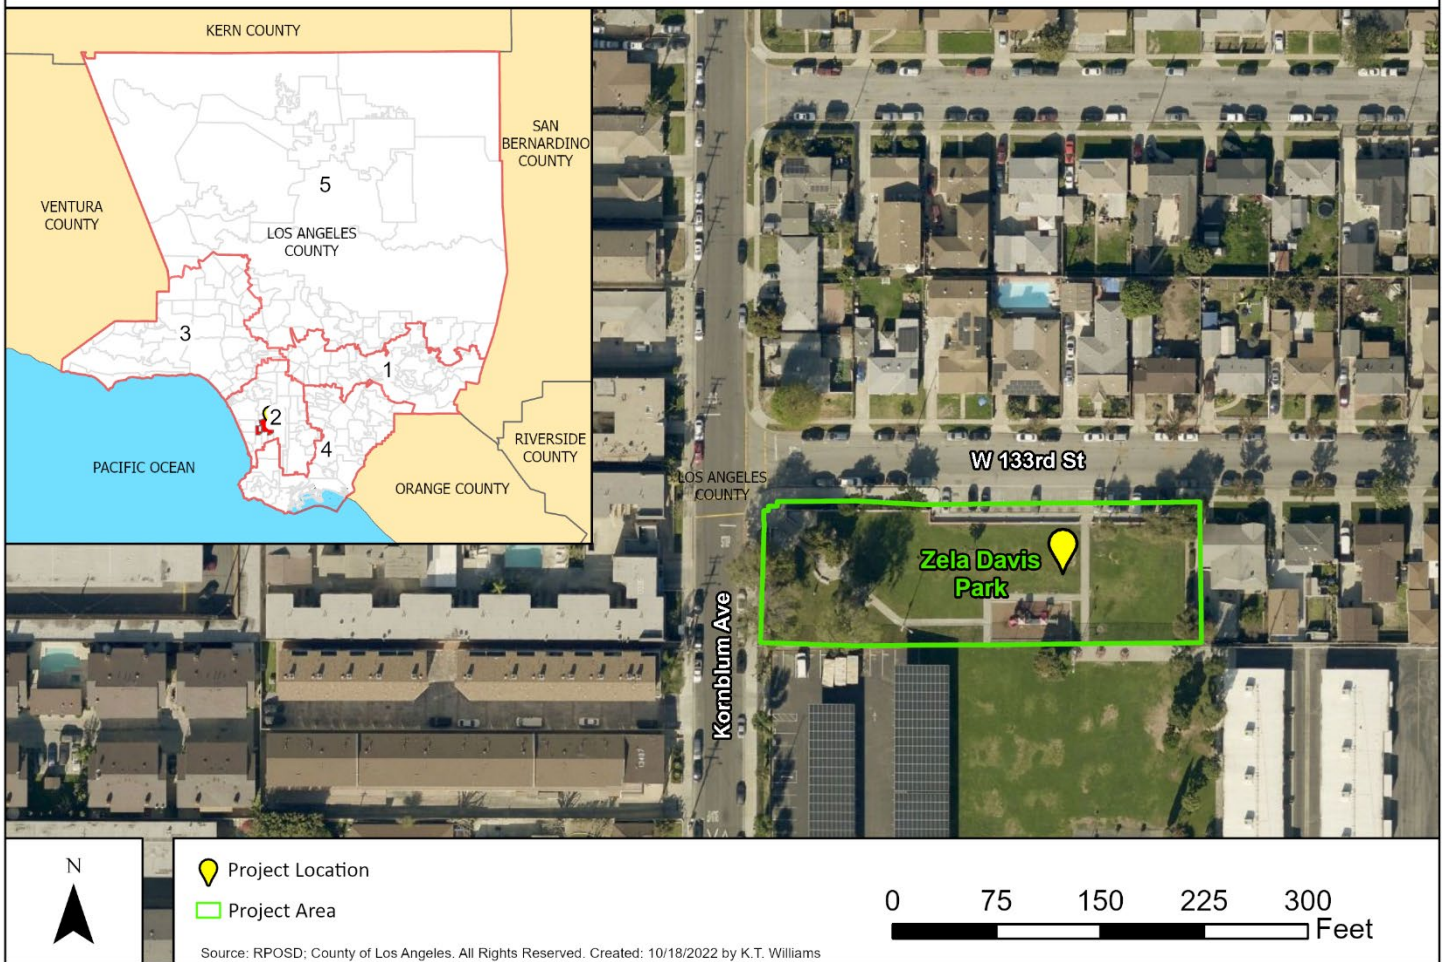 KERN COUNTY
SAN
BERNARDINO
COUNTY
VENTURA
COUNTY
5
LOS ANGELES
COUNTY
3
1
2
4
PACIFIC OCEAN
ORANGE COUNTY
RIVERSIDE
COUNTY
W 133rd St
LOS ANGELES
COUNTY
Zela Davis
Park
Kornblum Ave
N
Project Location
Project Area
0 75 150 225 300
Feet
Source: RPOSD; County of Los Angeles. All Rights Reserved. Created: 10/18/2022 by K.T. Williams